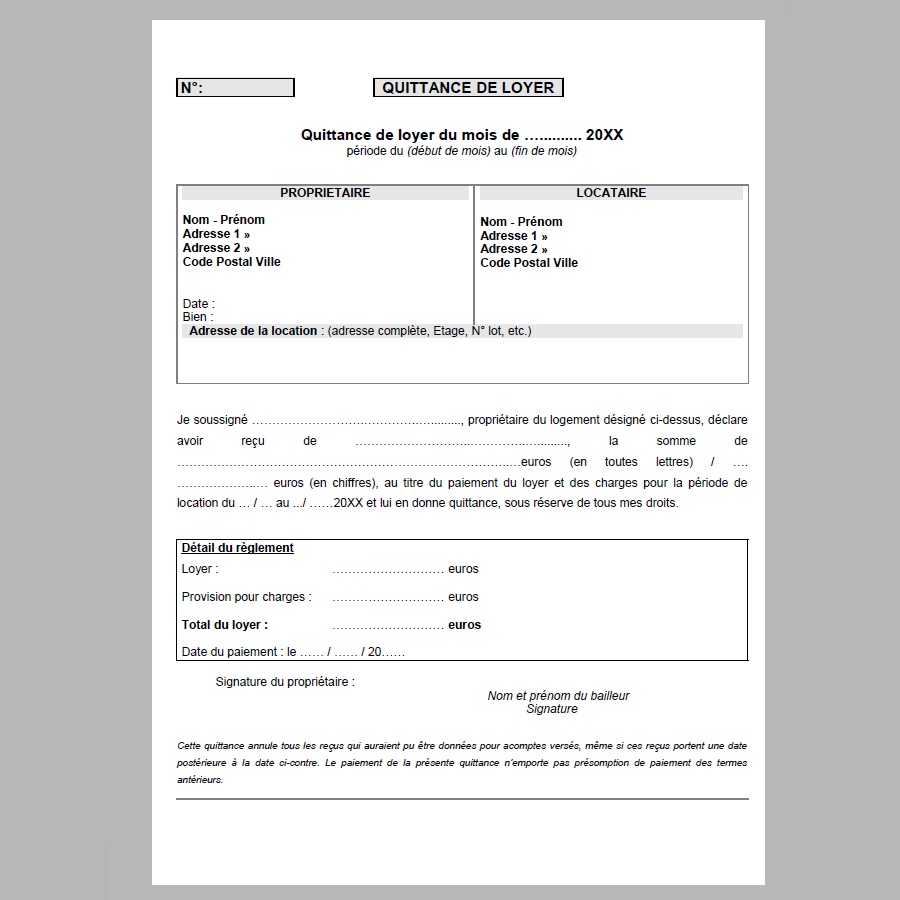 N°:
QUITTANCE DE LOYER
Quittance de loyer du mois de ….......... 20XX
période du (début de mois) au (fin de mois)
PROPRIETAIRE
Nom - Prénom
Adresse 1 »
Adresse 2 »
Code Postal Ville
Date :
Bien :
LOCATAIRE
Nom - Prénom
Adresse 1 »
Adresse 2 »
Code Postal Ville
Adresse de la location : (adresse complète, Etage, N° lot, etc.)
Je soussigné ……………………….…………..…........., propriétaire du logement désigné ci-dessus, déclare
avoir reçu de ………………………..…………..…........., la somme de
………………………………………………………………………..…euros (en toutes lettres) / ….
………………..… euros (en chiffres), au titre du paiement du loyer et des charges pour la période de
location du … / … au .../ ……20XX et lui en donne quittance, sous réserve de tous mes droits.
Détail du règlement
Loyer : ………………………. euros
Provision pour charges : ………………………. euros
Total du loyer : ………………………. euros
Date du paiement : le …… / …… / 20……
Signature du propriétaire :
Nom et prénom du bailleur
Signature
Cette quittance annule tous les reçus qui auraient pu être données pour acomptes versés, même si ces reçus portent une date
postérieure à la date ci-contre. Le paiement de la présente quittance n'emporte pas présomption de paiement des termes
antérieurs.